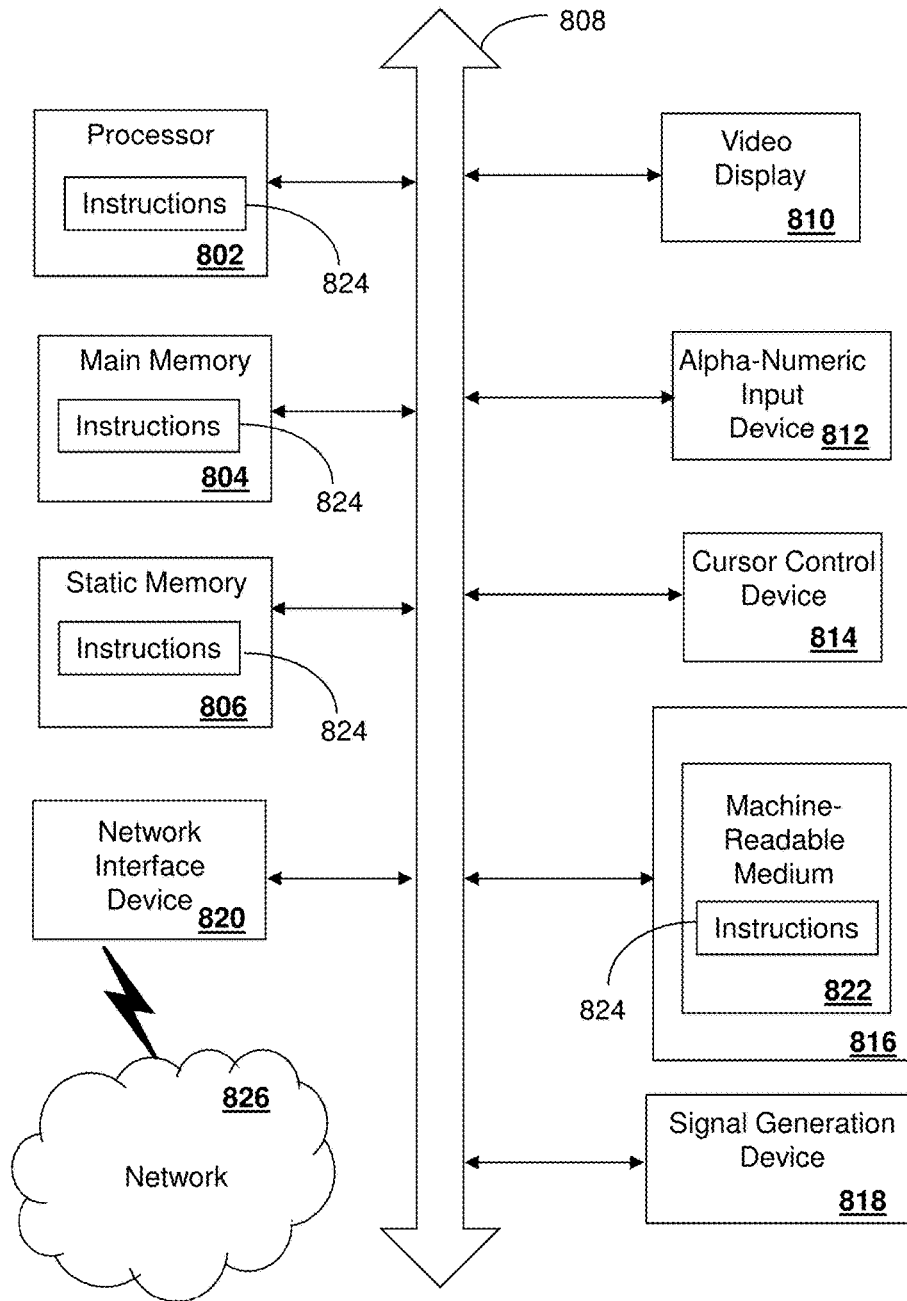 808
Processor
Instructions
802
824
Main Memory
Instructions
804
824
Static Memory
Instructions
806
824
Network
Interface
Device
820
826
Network
Video
Display
810
Alpha-Numeric
Input
Device
812
Cursor Control
Device
814
Machine-
Readable
Medium
Instructions
822
824
816
Signal Generation
Device
818